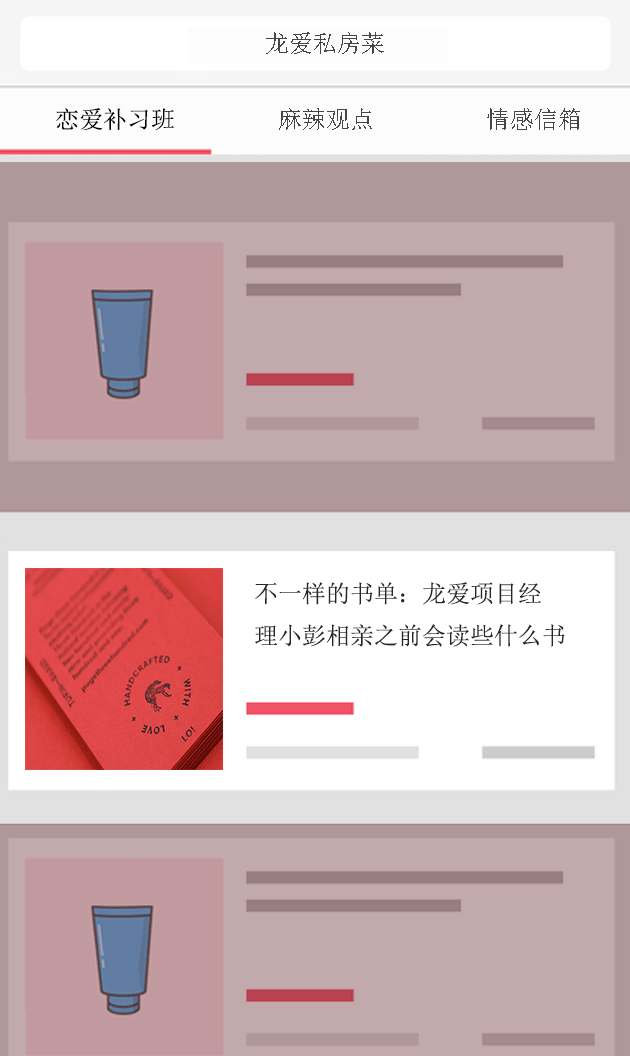 龙爱私房菜
恋爱补习班
麻辣观点
情感信箱
不一样的书单：龙爱项目经
理小彭相亲之前会读些什么书
HANDCRAFTED
WITH
LOVE
LOI